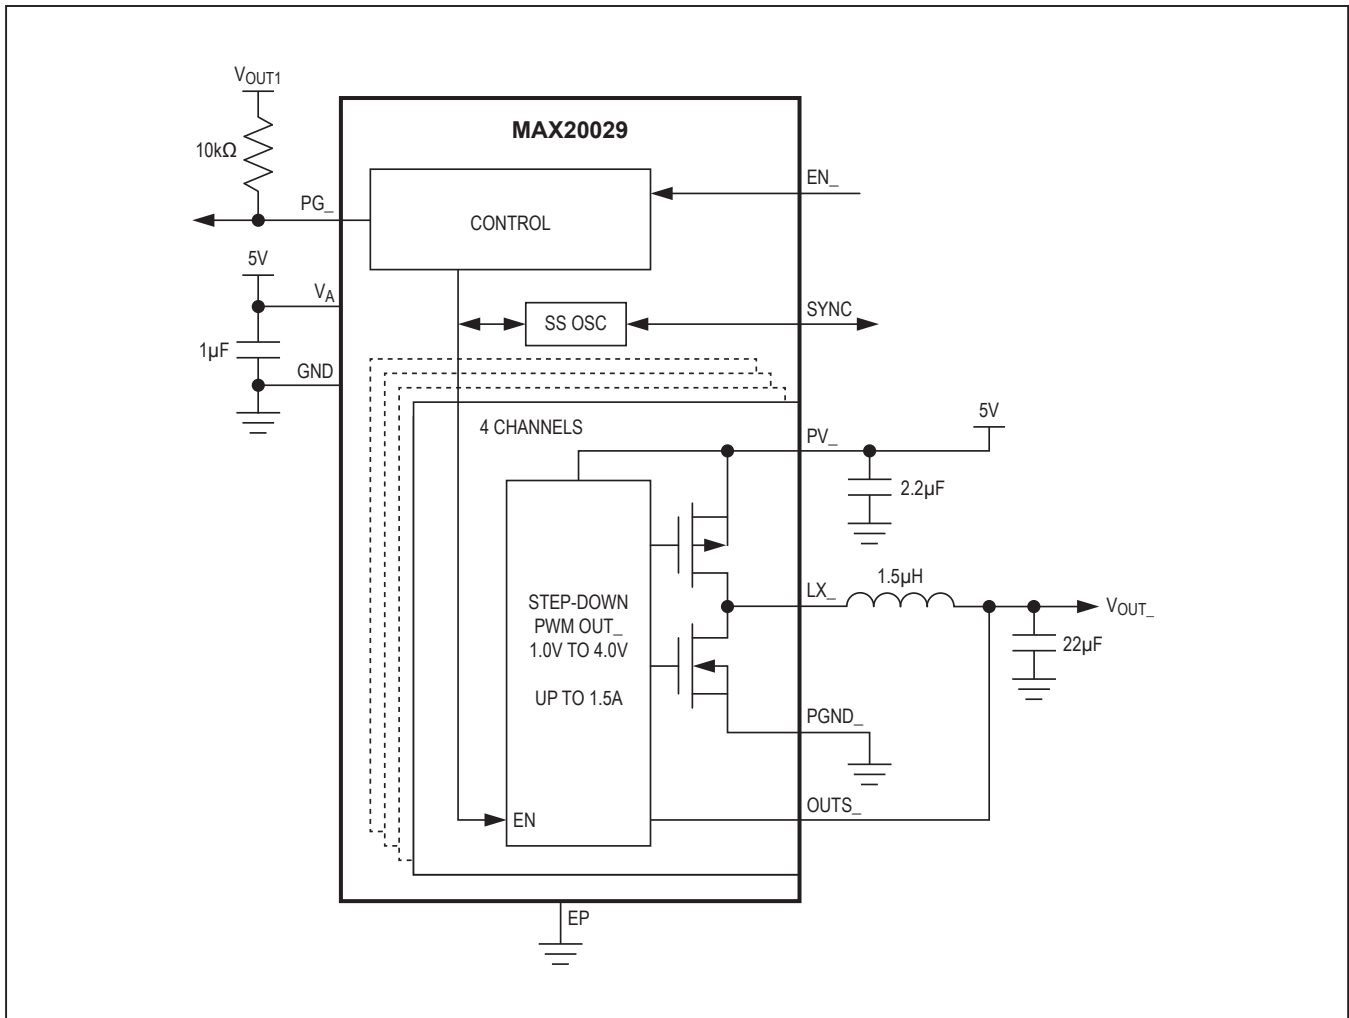 VOUT1
MAX20029
10kΩ
PG_
CONTROL
EN_
5V
VA
1µF
GND
SS OSC
SYNC
4 CHANNELS
PV_
5V
2.2µF
STEP-DOWN
PWM OUT_
1.0V TO 4.0V
UP TO 1.5A
LX_
1.5µH
VOUT_
22µF
PGND_
OUTS_
EN
EP